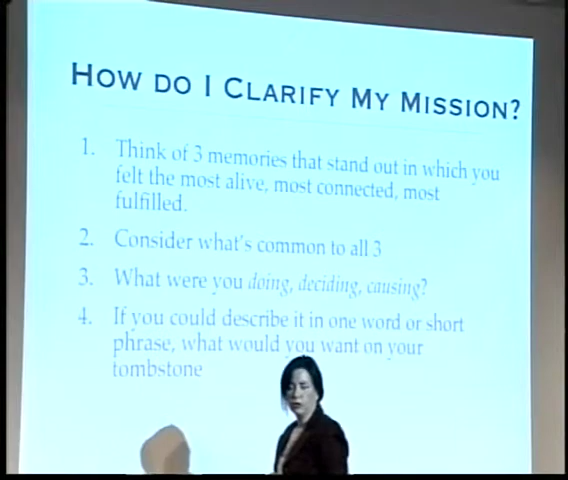 HOW DO I CLARIFY MY MISSION?
1. Think of 3 memories that stand out in which you
felt the most alive, most connected, most
fulfilled.
2. Consider what's common to all 3
3. What were you doing, deciding, causing?
4. If you could describe it in one word or short
phrase, what would you want on your
tombstone